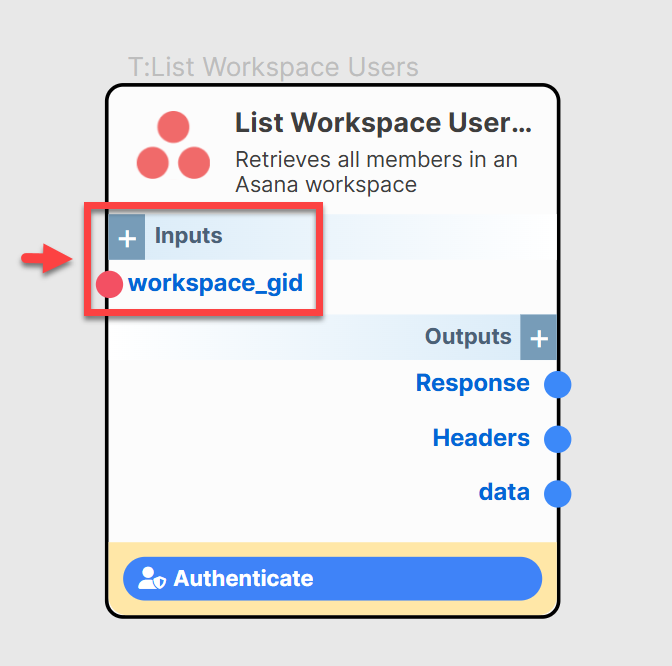 T:List Workspace Users
List Workspace User...
Retrieves all members in an
Asana workspace
+ Inputs
workspace_gid
Outputs +
Response
Headers
data
Authenticate